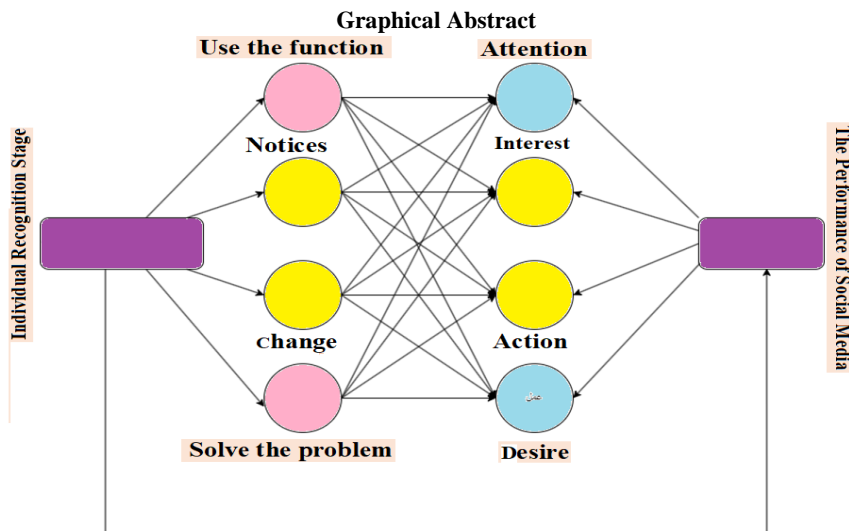 Graphical Abstract
Use the function
Attention
Notices
Interest
Individual Recognition Stage
The Performance of Social Media
Change
Action
Solve the problem
Desire